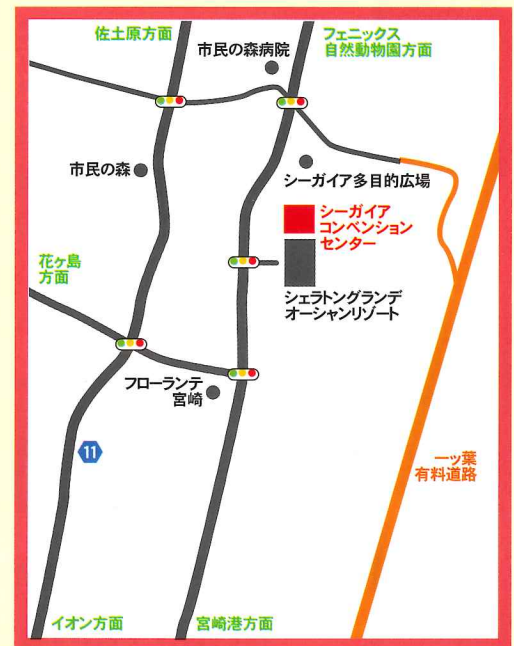 佐土原方面
市民の森病院
フェニックス
自然動物園方面
市民の森
シーガイア多目的広場
シーガイア
コンベンション
センター
花ヶ島
方面
シェラトングランデ
オーシャンリゾート
フローランテ
宮崎
11
一ッ葉
有料道路
イオン方面
宮崎港方面